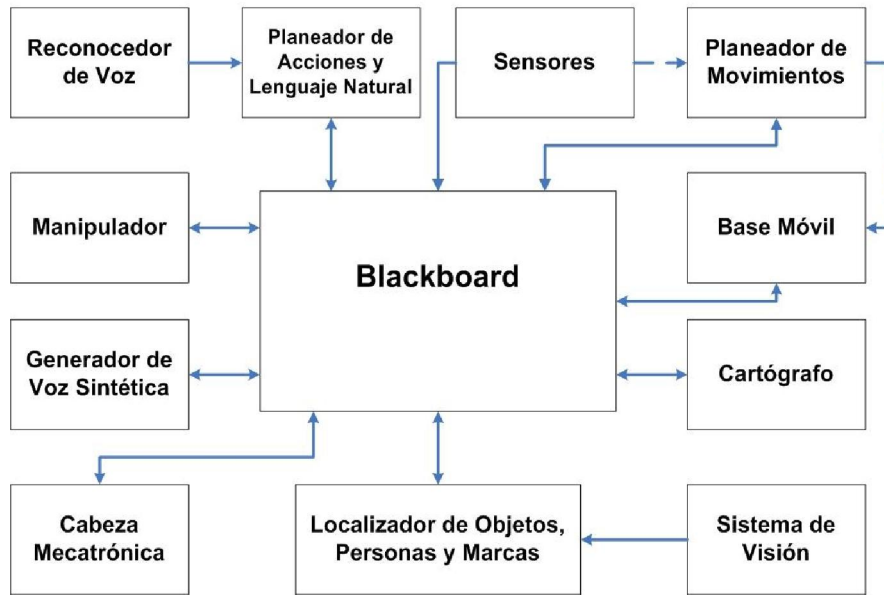 Reconocedor
de Voz
Planeador de
Acciones y
Lenguaje Natural
Sensores
Planeador de
Movimientos
Manipulador
Blackboard
Base Móvil
Generador de
Voz Sintética
Cartógrafo
Cabeza
Mecatrónica
Localizador de Objetos,
Personas y Marcas
Sistema de
Visión